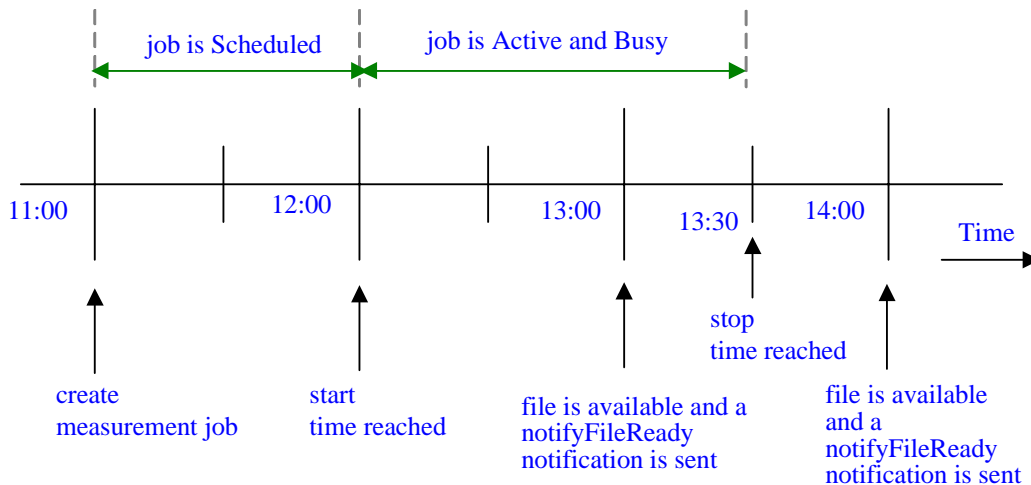 job is Scheduled
job is Active and Busy
11:00
12:00
13:00
13:30
14:00
Time
create
measurement job
start
time reached
file is available and a
notifyFileReady
notification is sent
stop
time reached
file is available
and a
notifyFileReady
notification is sent